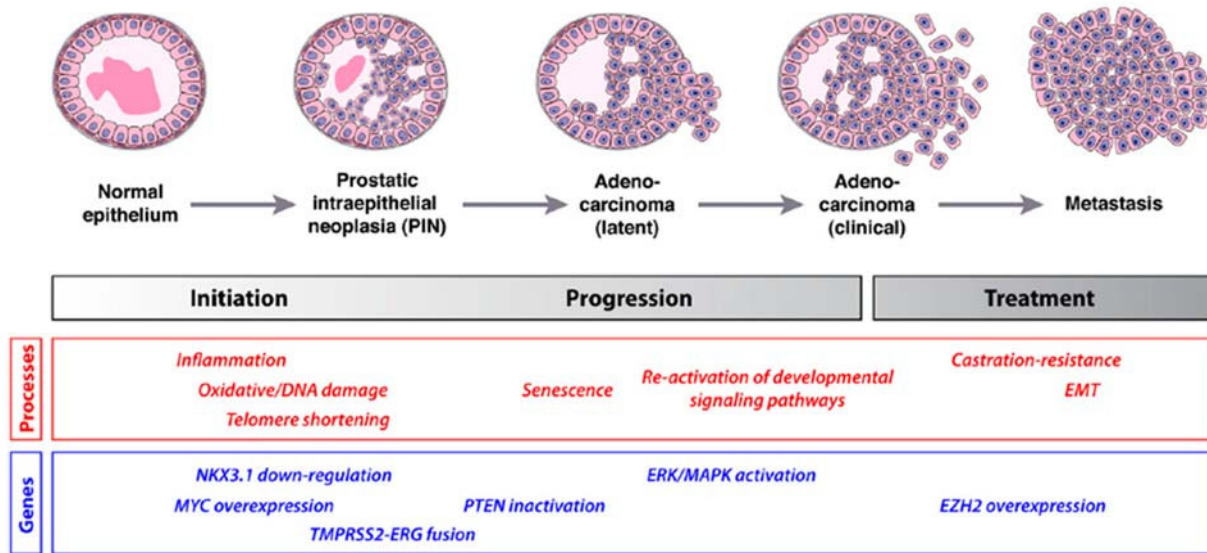 Normal
epithelium
Prostatic
intraepithelial
neoplasia (PIN)
Adeno-
carcinoma
(latent)
Adeno-
carcinoma
(clinical)
Metastasis
Initiation
Progression
Treatment
Processes
Inflammation
Oxidative/DNA damage
Telomere shortening
Senescence
Re-activation of developmental
signaling pathways
Castration-resistance
EMT
Genes
NKX3.1 down-regulation
MYC overexpression
TMPRSS2-ERG fusion
PTEN inactivation
ERK/MAPK activation
EZH2 overexpression